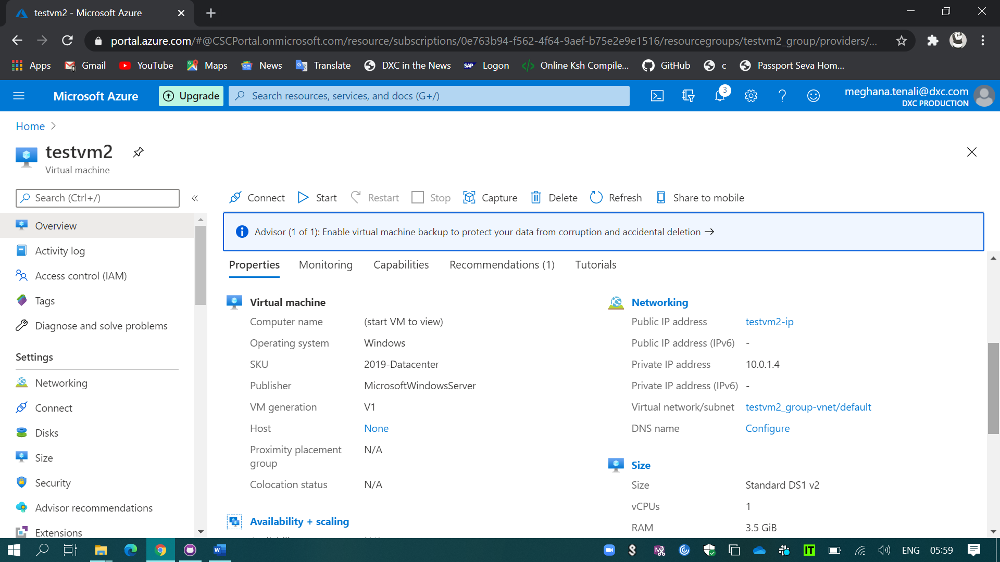 testvm2 - Microsoft Azure
portal.azure.com/#@CSCPortal.onmicrosoft.com/resource/subscriptions/0e763b94-f562-4f64-9aef-b75e2e9e1516/resourcegroups/testvm2_group/providers/...
Apps Gmail YouTube Maps News Translate DXC in the News SAP Logon Online Ksh Compile... GitHub c Passport Seva Hom...
Microsoft Azure Upgrade Search resources, services, and docs (G+/) 3 meghana.tenali@dxc.com
DXC PRODUCTION
Home
testvm2
Virtual machine
Search (Ctrl+/)
Connect Start Restart Stop Capture Delete Refresh Share to mobile
Advisor (1 of 1): Enable virtual machine backup to protect your data from corruption and accidental deletion →
Overview
Activity log
Access control (IAM)
Tags
Diagnose and solve problems
Settings
Networking
Connect
Disks
Size
Security
Advisor recommendations
Extensions
Properties Monitoring Capabilities Recommendations (1) Tutorials
Virtual machine
Computer name (start VM to view)
Operating system Windows
SKU 2019-Datacenter
Publisher MicrosoftWindowsServer
VM generation V1
Host None
Proximity placement group N/A
Colocation status N/A
Availability + scaling
Networking
Public IP address testvm2-ip
Public IP address (IPv6) -
Private IP address 10.0.1.4
Private IP address (IPv6) -
Virtual network/subnet testvm2_group-vnet/default
DNS name Configure
Size
Size Standard DS1 v2
vCPUs 1
RAM 3.5 GiB
ENG 05:59